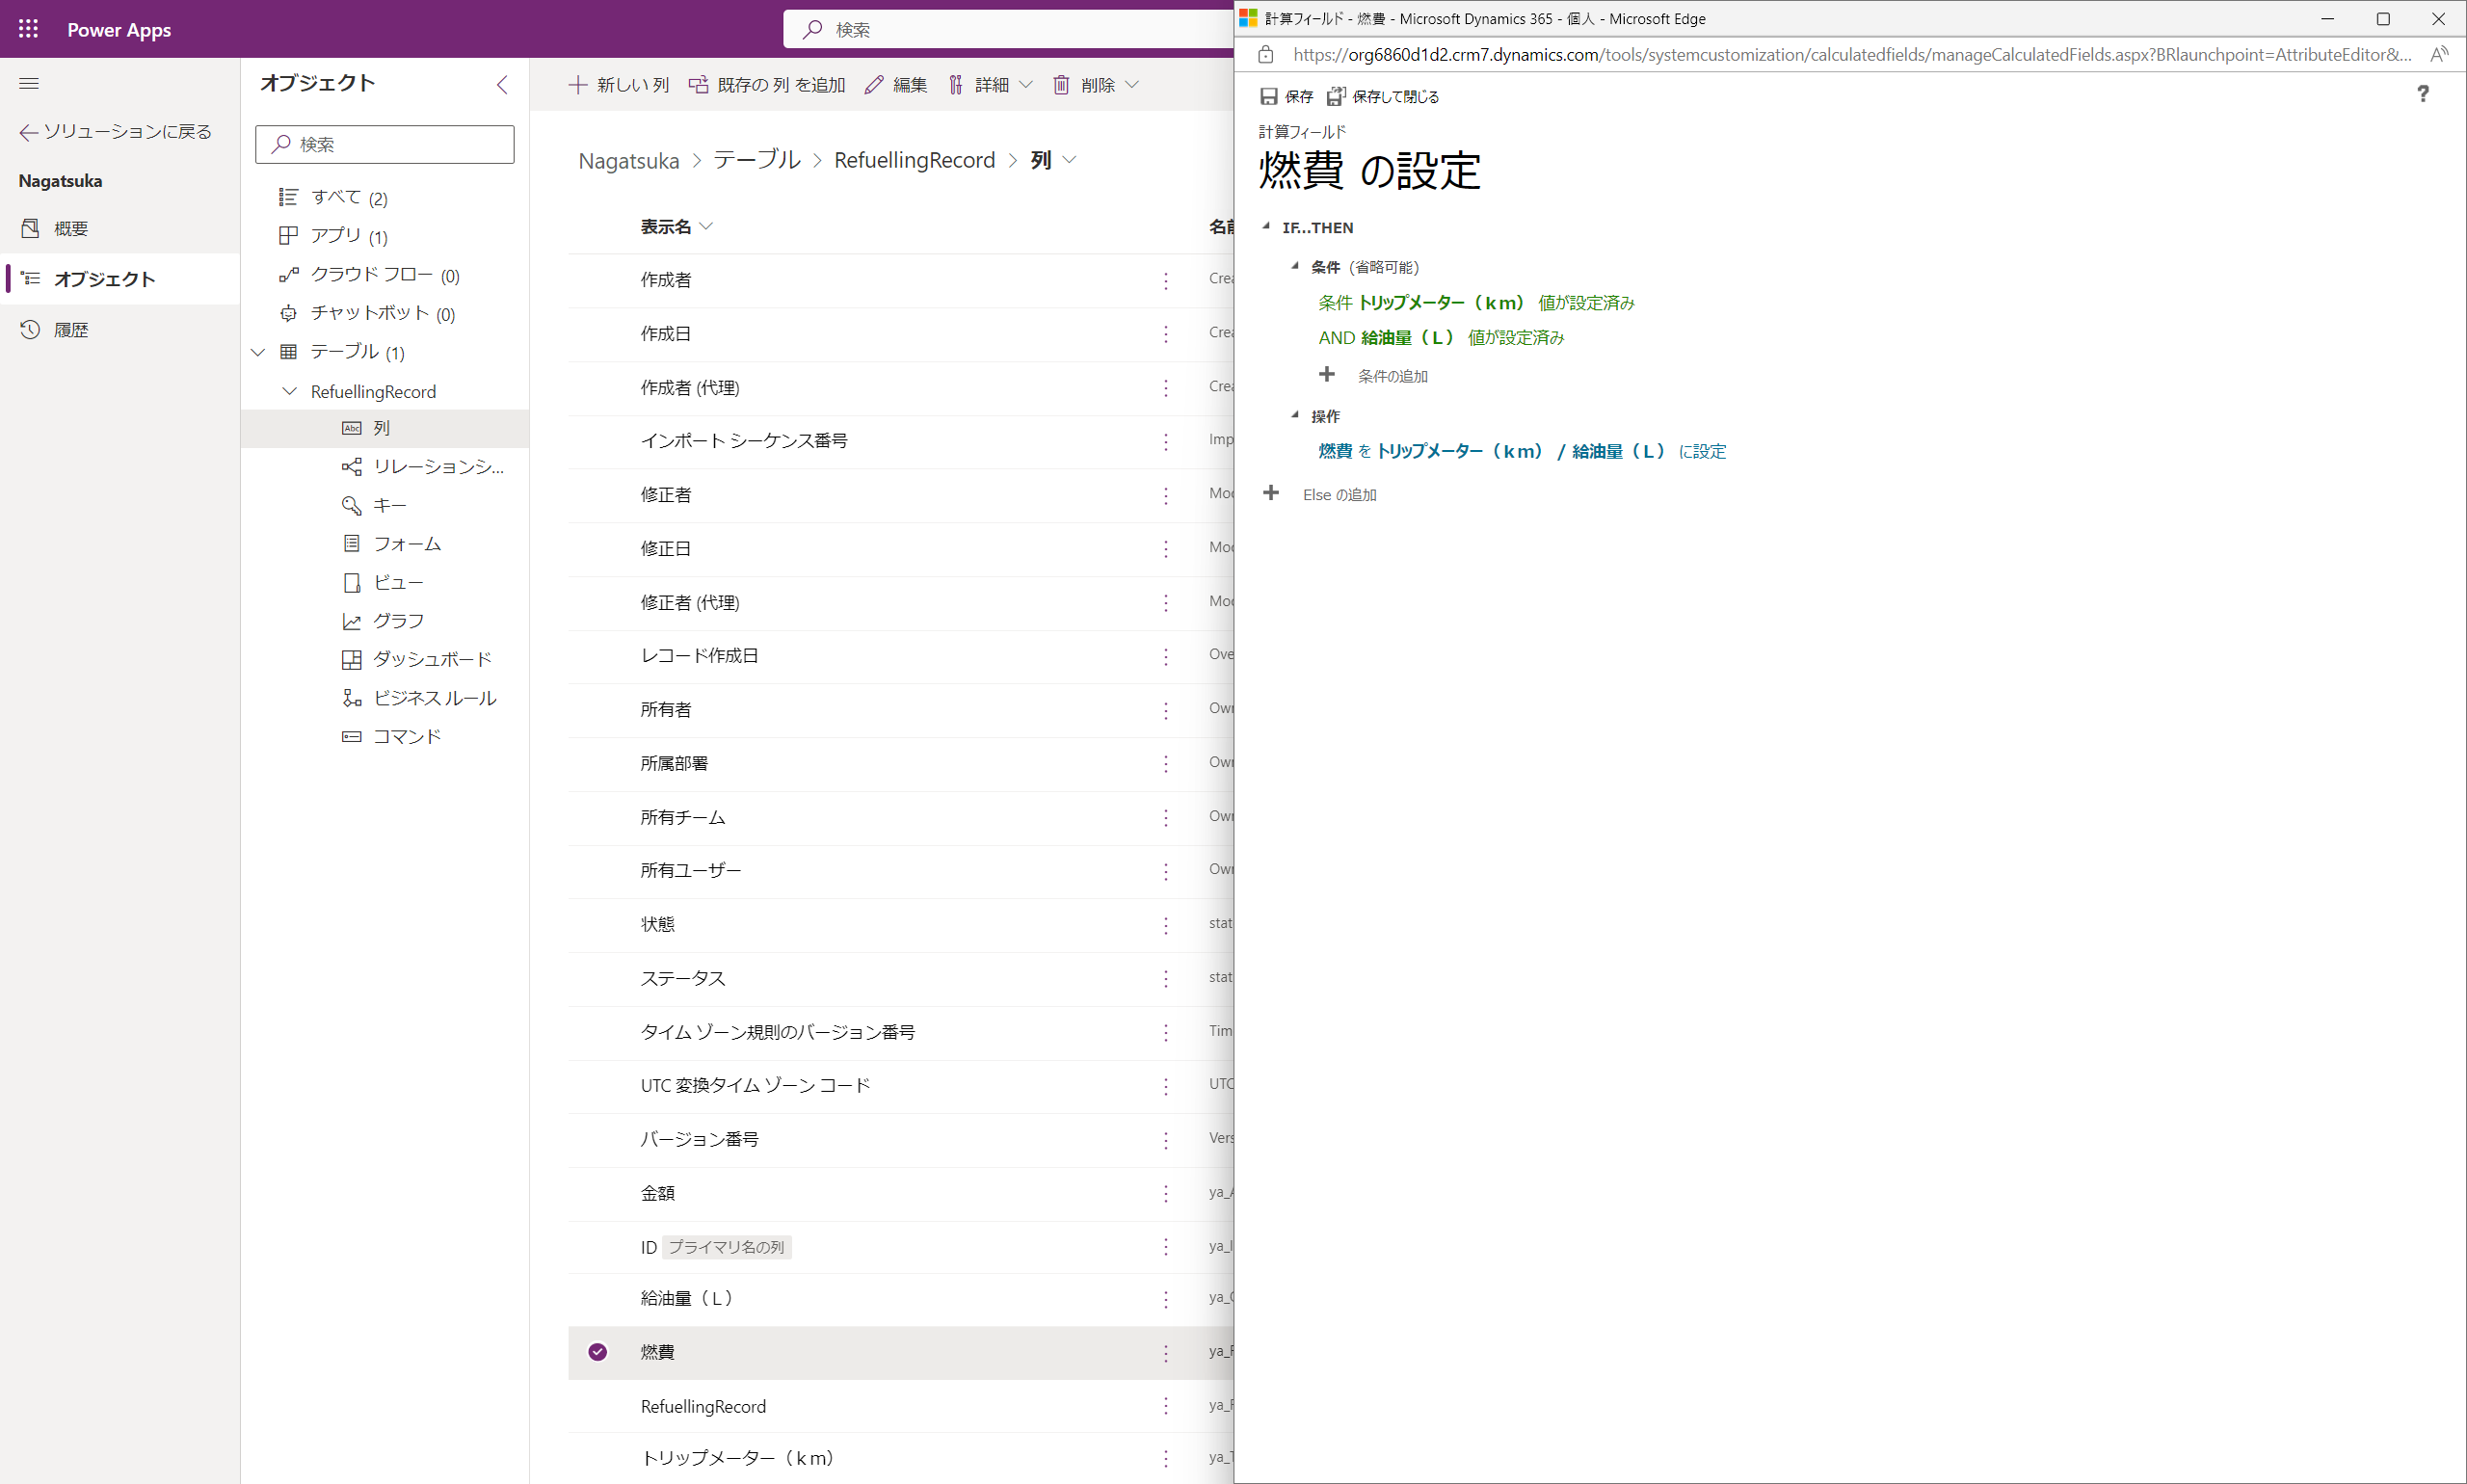 Power Apps
検索
ソリューションに戻る
Nagatsuka
概要
オブジェクト
履歴
オブジェクト
検索
すべて (2)
アプリ (1)
クラウド フロー (0)
チャットボット (0)
テーブル (1)
RefuellingRecord
Abc 列
リレーションシ...
キー
フォーム
ビュー
グラフ
ダッシュボード
ビジネス ルール
コマンド
新しい 列 既存の 列 を追加 編集 詳細 削除
Nagatsuka > テーブル > RefuellingRecord > 列
表示名 名前
作成者 Crea
作成日 Crea
作成者 (代理) Crea
インポート シーケンス番号 Imp
修正者 Mod
修正日 Mod
修正者 (代理) Mod
レコード作成日 Ove
所有者 Own
所属部署 Own
所有チーム Own
所有ユーザー Own
状態 stat
ステータス stat
タイム ゾーン規則のバージョン番号 Tim
UTC 変換タイム ゾーン コード UTC
バージョン番号 Vers
金額 ya_A
ID プライマリ名の列 ya_I
給油量（Ｌ）
燃費 ya_F
RefuellingRecord
トリップメーター（ｋｍ） ya_T
計算フィールド - 燃費 - Microsoft Dynamics 365 - 個人 - Microsoft Edge
https://org6860d1d2.crm7.dynamics.com/tools/systemcustomization/calculatedfields/manageCalculatedFields.aspx?BRlaunchpoint=AttributeEditor&...
保存 保存して閉じる ?
計算フィールド
燃費 の設定
IF...THEN
条件 (省略可能)
条件 トリップメーター（ｋｍ） 値が設定済み
AND 給油量（Ｌ） 値が設定済み
条件の追加
操作
燃費 を トリップメーター（ｋｍ） / 給油量（Ｌ） に設定
Else の追加